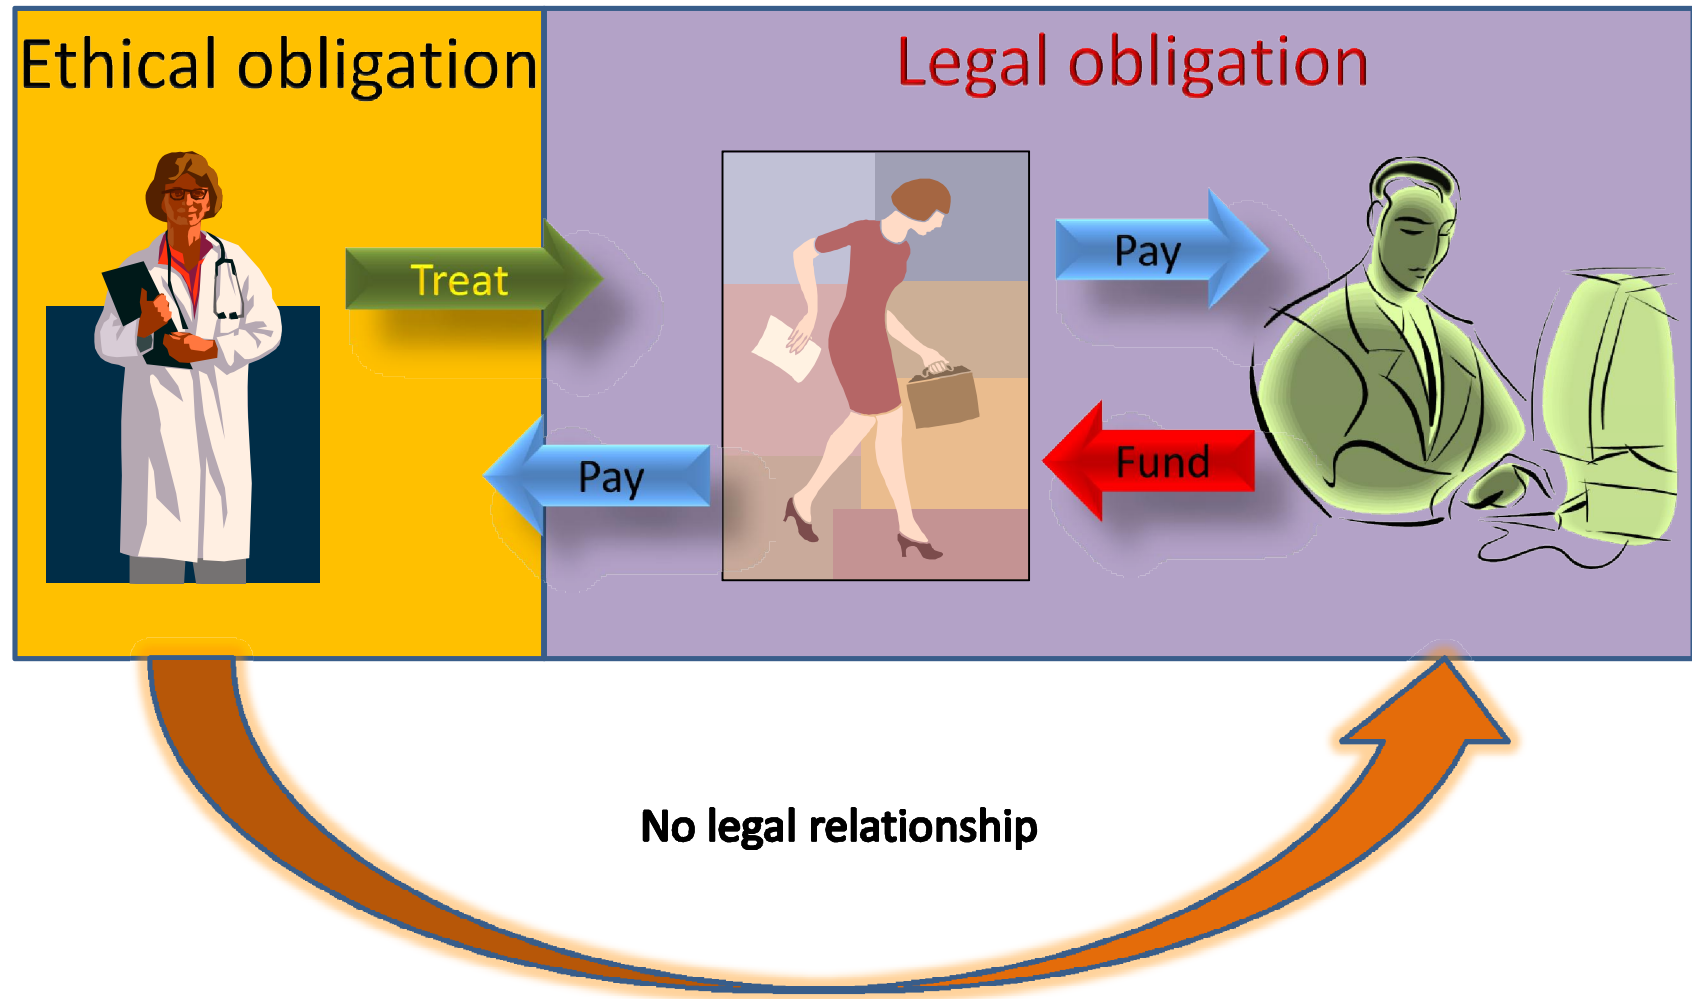 Ethical obligation
Legal obligation
Treat
Pay
Pay
Fund
No legal relationship